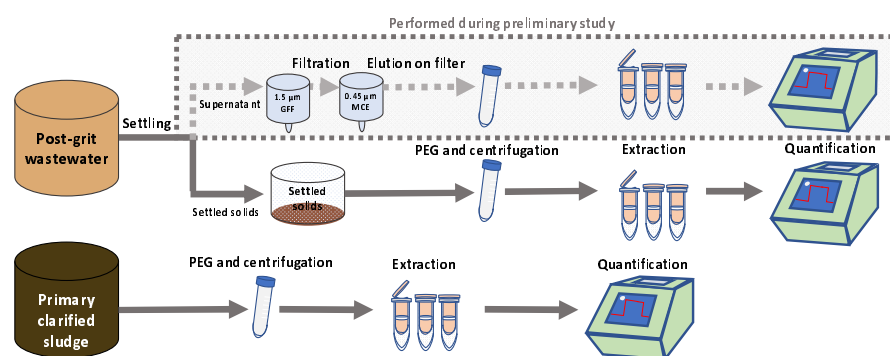 Performed during preliminary study
Filtration
Elution on filter
1.5 µm
GFF
0.45 µm
MCE
Supernatant
Post-grit
wastewater
Settling
PEG and centrifugation
Extraction
Quantification
Settled
solids
Settled solids
PEG and centrifugation
Extraction
Quantification
Primary
clarified
sludge